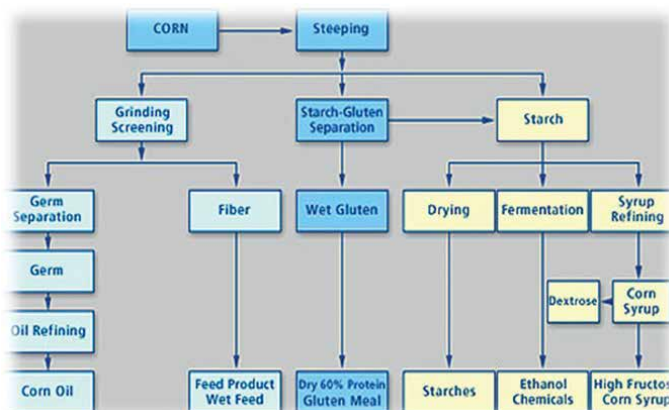 CORN
Steeping
Grinding
Screening
Starch-Gluten
Separation
Starch
Germ
Separation
Fiber
Wet Gluten
Drying
Fermentation
Syrup
Refining
Germ
Dextrose
Corn
Syrup
Oil Refining
Corn Oil
Feed Product
Wet Feed
Dry 60% Protein
Gluten Meal
Starches
Ethanol
Chemicals
High Fructos
Corn Syrup